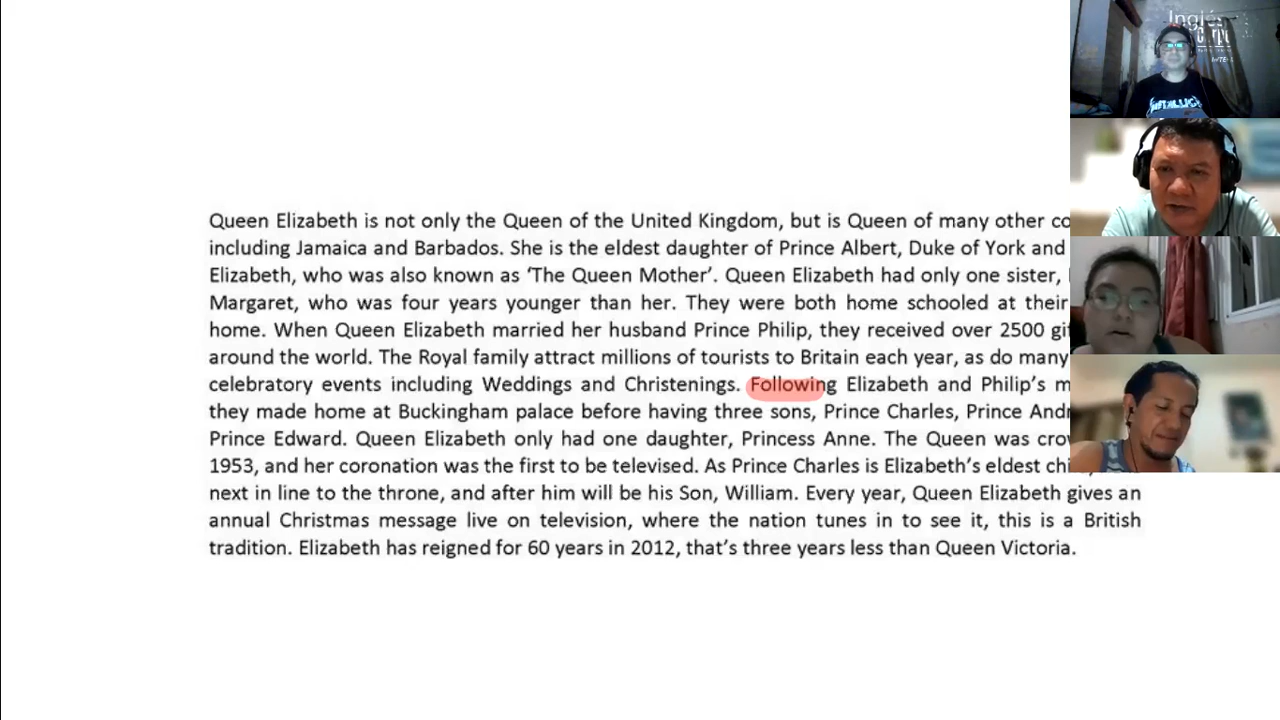 Queen Elizabeth is not only the Queen of the United Kingdom, but is Queen of many other
including Jamaica and Barbados. She is the eldest daughter of Prince Albert, Duke of York and
Elizabeth, who was also known as ‘The Queen Mother’. Queen Elizabeth had only one sister,
Margaret, who was four years younger than her. They were both home schooled at their
home. When Queen Elizabeth married her husband Prince Philip, they received over 2500
around the world. The Royal family attract millions of tourists to Britain each year, as do many
celebratory events including Weddings and Christenings. Following Elizabeth and Philip’s
they made home at Buckingham palace before having three sons, Prince Charles, Prince
Prince Edward. Queen Elizabeth only had one daughter, Princess Anne. The Queen was
1953, and her coronation was the first to be televised. As Prince Charles is Elizabeth’s eldest
next in line to the throne, and after him will be his Son, William. Every year, Queen Elizabeth gives an
annual Christmas message live on television, where the nation tunes in to see it, this is a British
tradition. Elizabeth has reigned for 60 years in 2012, that’s three years less than Queen Victoria.